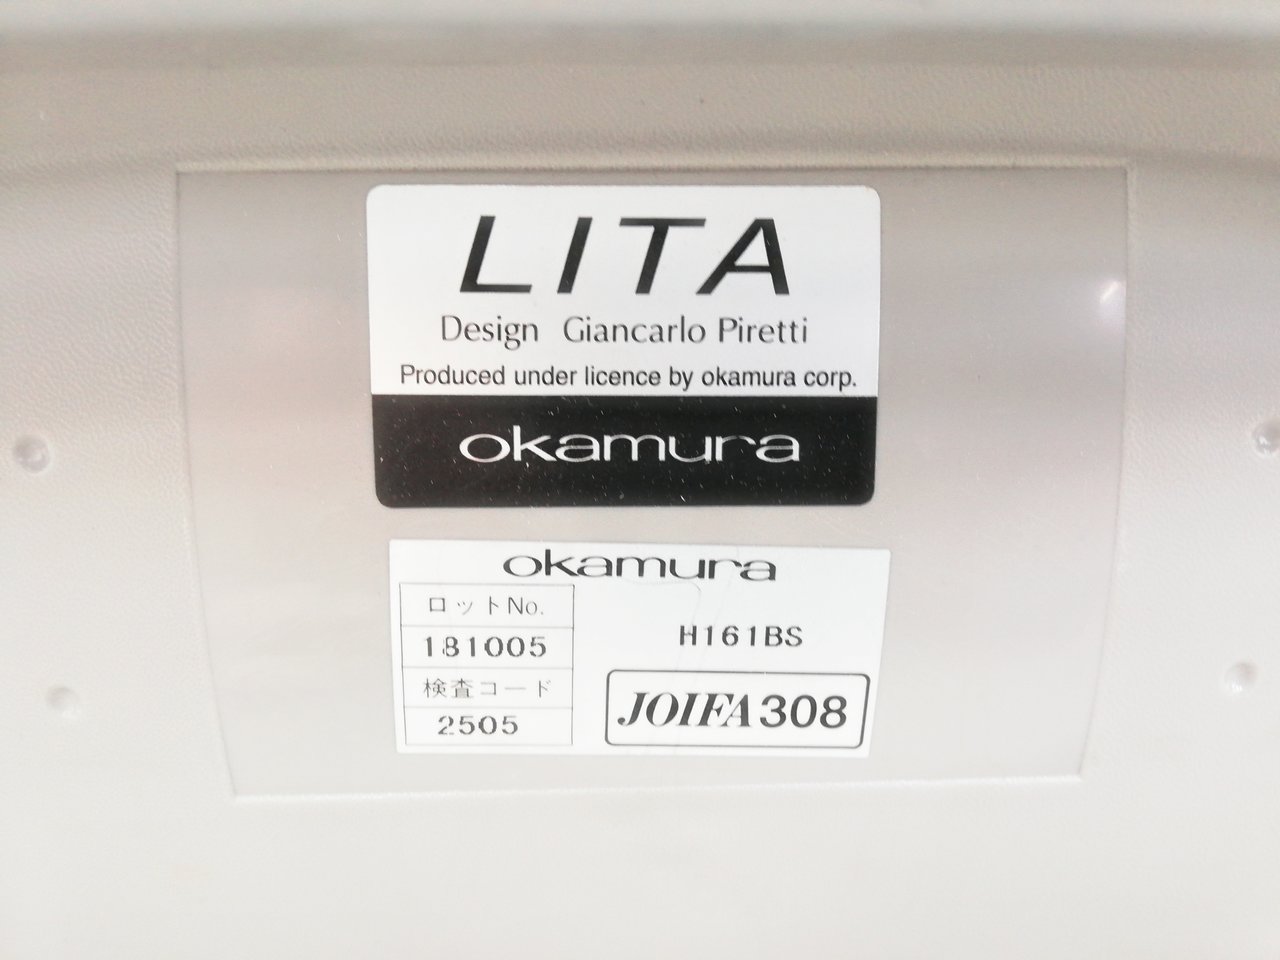 LITA
Design Giancarlo Piretti
Produced under licence by okamura corp.
okamura
okamura
ロットNo.
181005
検査コード
2505
H161BS
JOIFA308